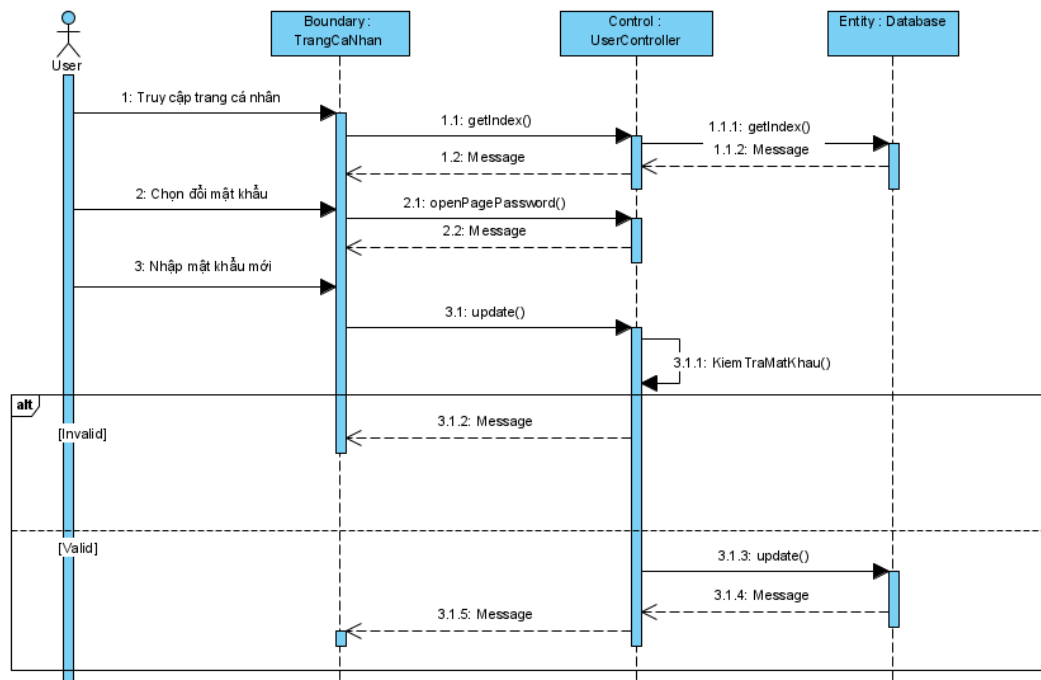 Boundary :
TrangCaNhan
Control :
UserController
Entity : Database
User
1: Truy cập trang cá nhân
1.1: getIndex()
1.1.1: getIndex()
1.1.2: Message
1.2: Message
2: Chọn đổi mật khẩu
2.1: openPagePassword()
2.2: Message
3: Nhập mật khẩu mới
3.1: update()
3.1.1: KiemTraMatKhau()
alt
[Invalid]
3.1.2: Message
[Valid]
3.1.3: update()
3.1.4: Message
3.1.5: Message